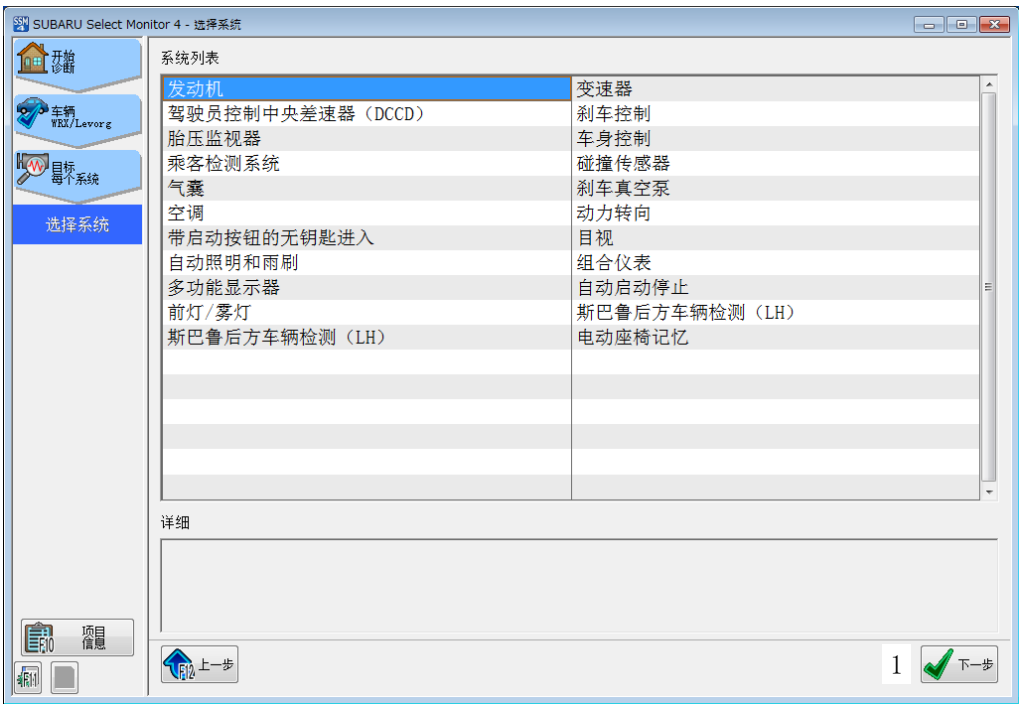 SUBARU Select Monitor 4 - 选择系统
开始
诊断
车辆
WRX/Levorg
目标
每个系统
选择系统
系统列表
发动机 变速器
驾驶员控制中央差速器（DCCD） 刹车控制
胎压监视器 车身控制
乘客检测系统 碰撞传感器
气囊 刹车真空泵
空调 动力转向
带启动按钮的无钥匙进入 目视
自动照明和雨刷 组合仪表
多功能显示器 自动启动停止
前灯/雾灯 斯巴鲁后方车辆检测（LH）
斯巴鲁后方车辆检测（LH） 电动座椅记忆
详细
F10 项目
信息
F11
F12 上一步
1 下一步